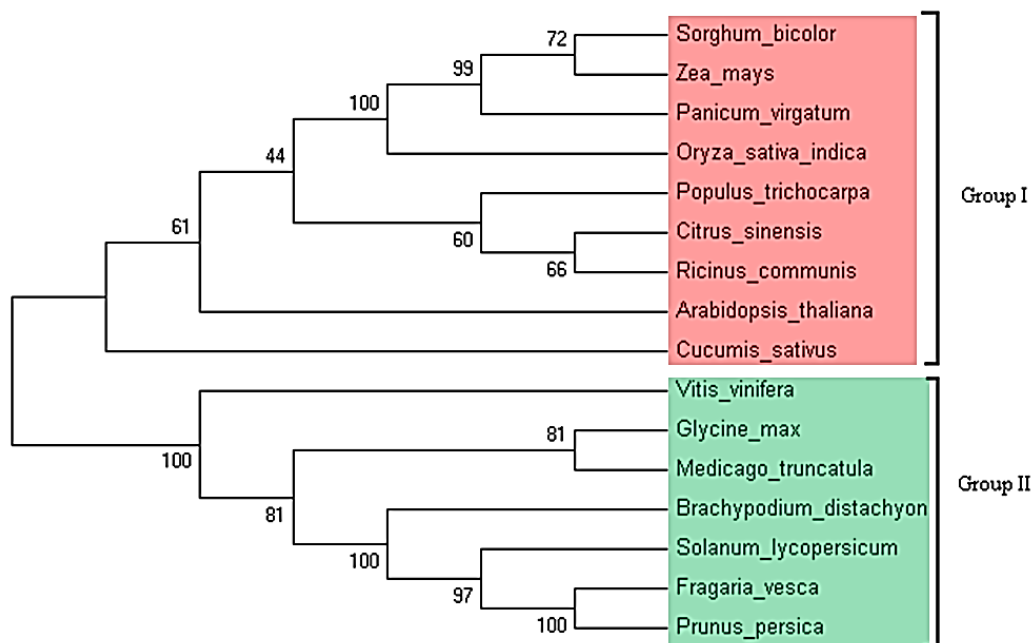 72
Sorghum_bicolor
99
Zea_mays
100
Panicum_virgatum
44
Oryza_sativa_indica
Populus_trichocarpa
Group I
61
60
Citrus_sinensis
66
Ricinus_communis
Arabidopsis_thaliana
Cucumis_sativus
Vitis_vinifera
100
81
Glycine_max
Medicago_truncatula
Group II
81
Brachypodium_distachyon
100
Solanum_lycopersicum
97
Fragaria_vesca
100
Prunus_persica